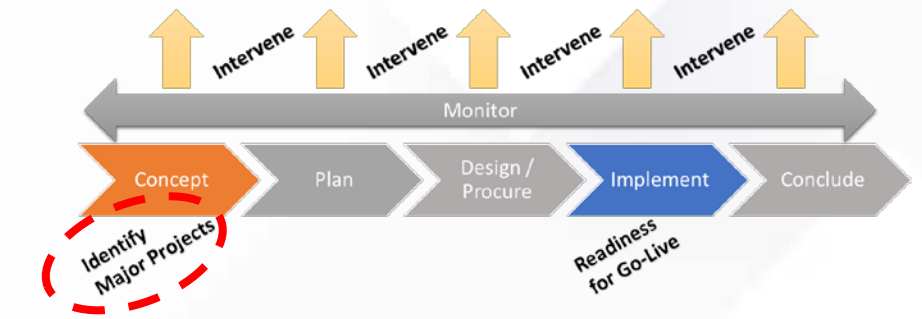 Intervene
Intervene
Intervene
Intervene
Monitor
Concept
Plan
Design /
Procure
Implement
Conclude
Identify
Major Projects
Readiness
for Go-Live